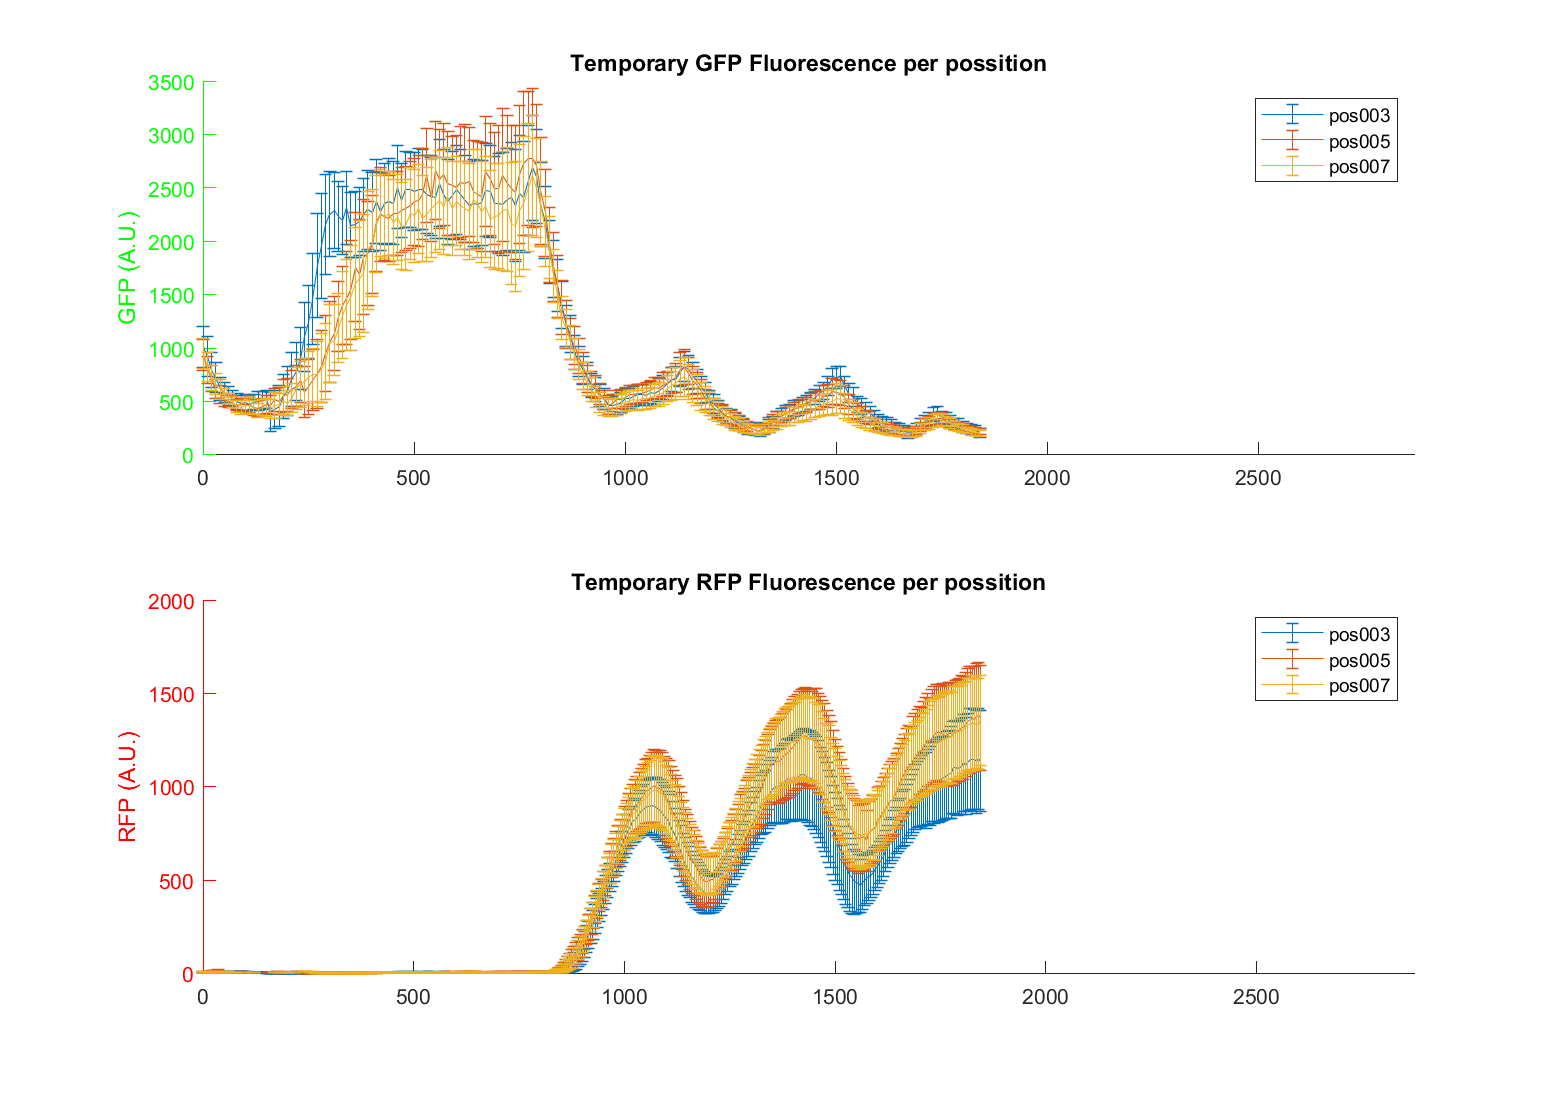 Temporary GFP Fluorescence per possition
GFP (A.U.)
3500
3000
2500
2000
1500
1000
500
0
0 500 1000 1500 2000 2500
pos003
pos005
pos007
Temporary RFP Fluorescence per possition
RFP (A.U.)
2000
1500
1000
500
0
0 500 1000 1500 2000 2500
pos003
pos005
pos007